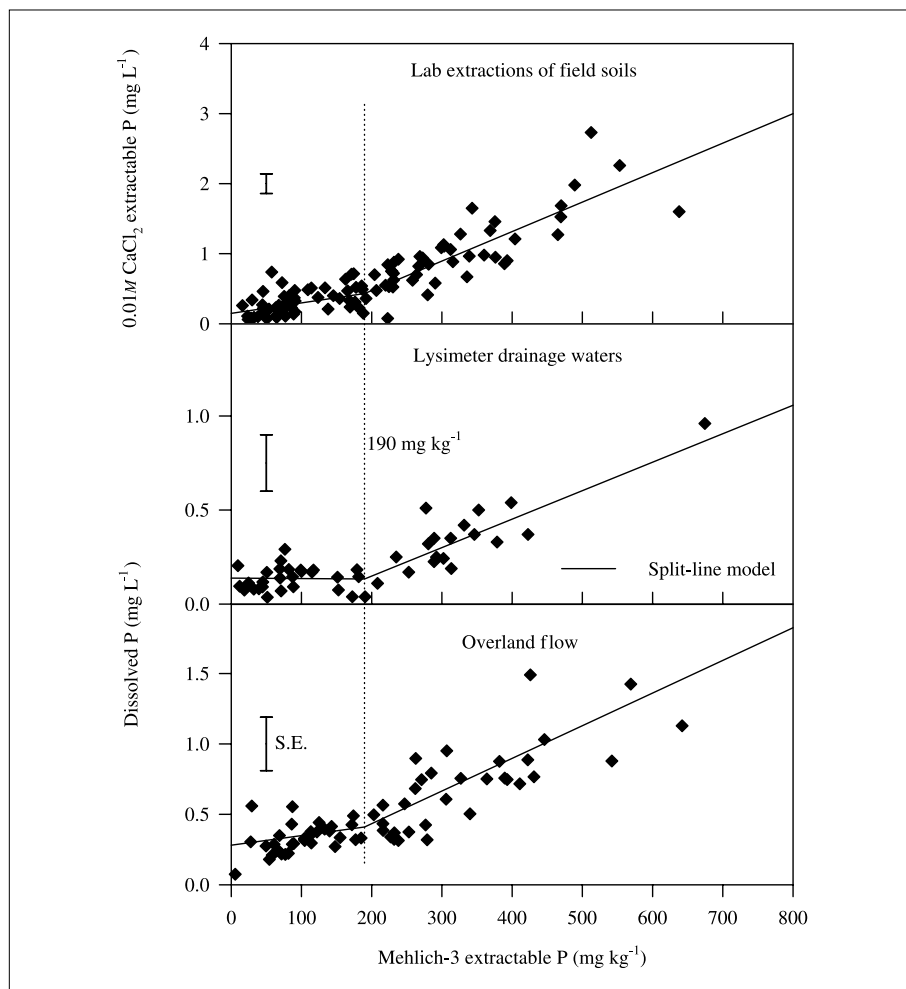 4
Lab extractions of field soils
3
2
1
0
0.01M CaCl₂ extractable P (mg L⁻¹)
Lysimeter drainage waters
1.0
190 mg kg⁻¹
0.5
Split-line model
0.0
Dissolved P (mg L⁻¹)
Overland flow
1.5
1.0
S.E.
0.5
0.0
0 100 200 300 400 500 600 700 800
Mehlich-3 extractable P (mg kg⁻¹)